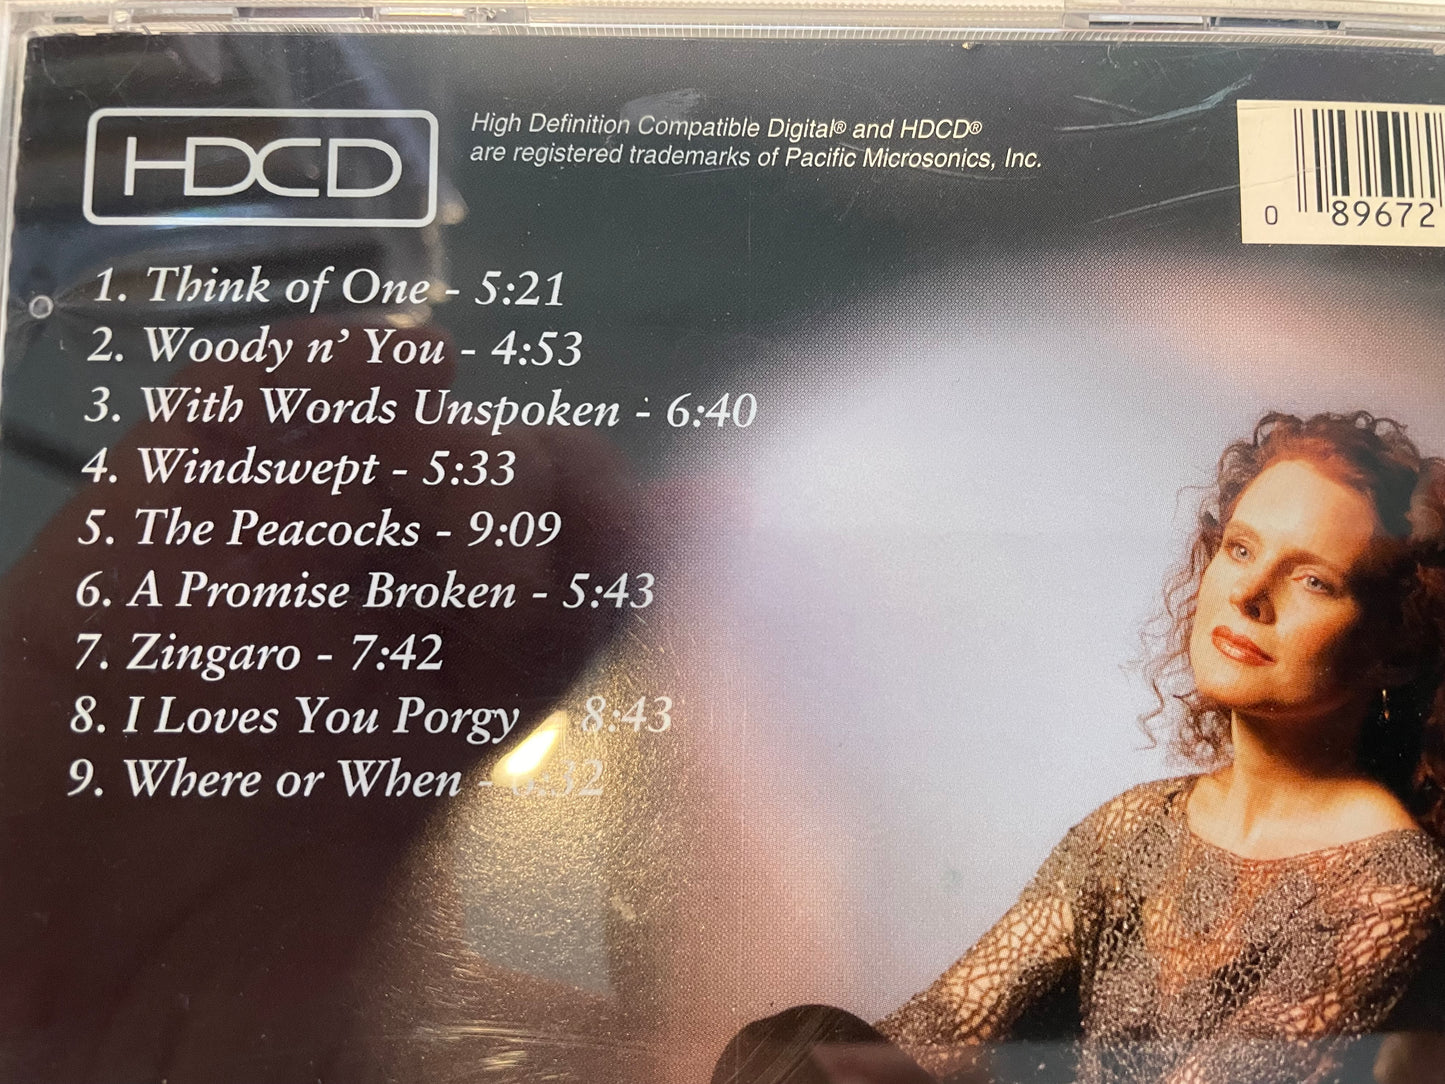 HDCD
High Definition Compatible Digital® and HDCD®
are registered trademarks of Pacific Microsonics, Inc.
0 89672
1. Think of One - 5:21
2. Woody n' You - 4:53
3. With Words Unspoken - 6:40
4. Windswept - 5:33
5. The Peacocks - 9:09
6. A Promise Broken - 5:43
7. Zingaro - 7:42
8. I Loves You Porgy - 8:43
9. Where or When -